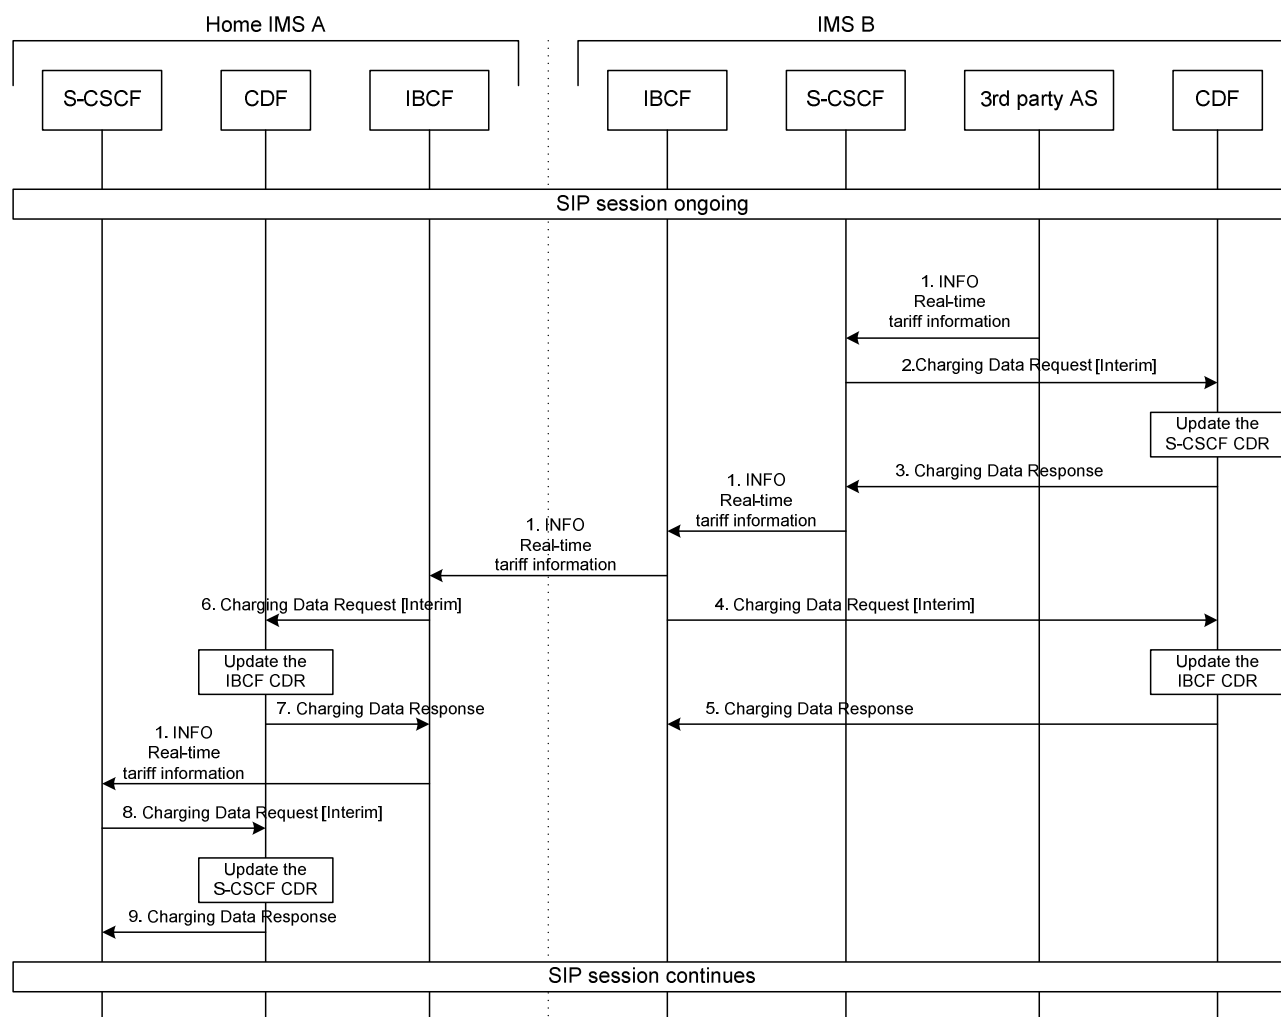 Home IMS A
IMS B
S-CSCF
CDF
IBCF
IBCF
S-CSCF
3rd party AS
CDF
SIP session ongoing
1. INFO
Real-time
tariff information
2.Charging Data Request [Interim]
Update the
S-CSCF CDR
3. Charging Data Response
1. INFO
Real-time
tariff information
1. INFO
Real-time
tariff information
6. Charging Data Request [Interim]
4. Charging Data Request [Interim]
Update the
IBCF CDR
Update the
IBCF CDR
7. Charging Data Response
5. Charging Data Response
1. INFO
Real-time
tariff information
8. Charging Data Request [Interim]
Update the
S-CSCF CDR
9. Charging Data Response
SIP session continues